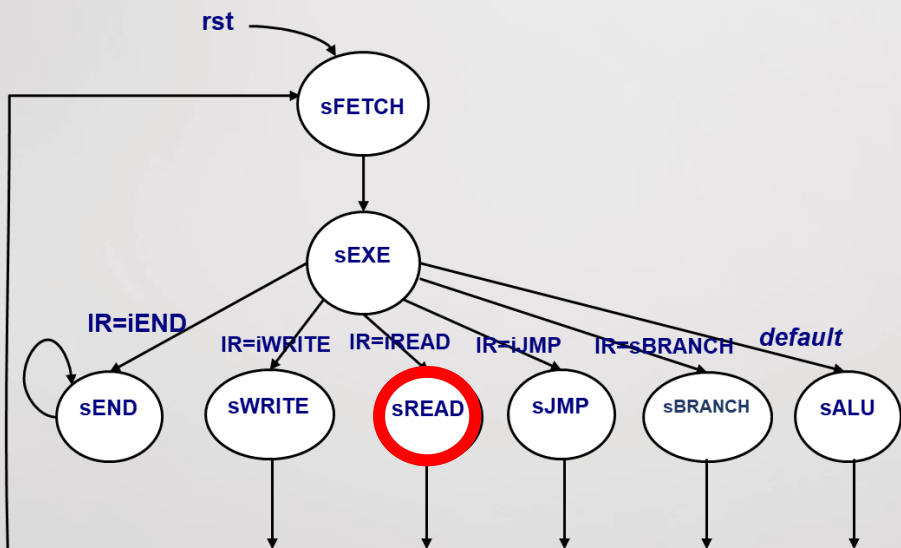 rst
sFETCH
sEXE
IR=iEND
IR=iWRITE
IR=iREAD
IR=iJMP
IR=sBRANCH
default
sEND
sWRITE
sREAD
sJMP
sBRANCH
sALU